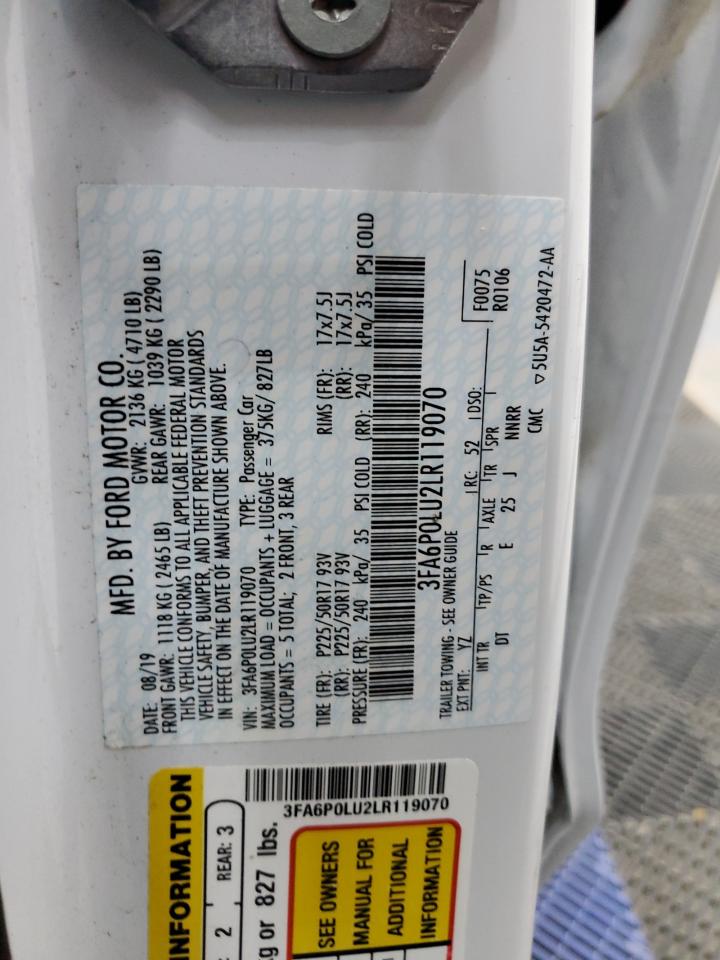 MFD. BY FORD MOTOR CO.
DATE: 08/19 GVWR: 2136 KG ( 4710 LB)
FRONT GAWR: 1118 KG ( 2465 LB) REAR GAWR: 1039 KG ( 2290 LB)
THIS VEHICLE CONFORMS TO ALL APPLICABLE FEDERAL MOTOR
VEHICLE SAFETY, BUMPER, AND THEFT PREVENTION STANDARDS
IN EFFECT ON THE DATE OF MANUFACTURE SHOWN ABOVE.
VIN: 3FA6P0LU2LR119070 TYPE: Passenger Car
MAXIMUM LOAD = OCCUPANTS + LUGGAGE = 375KG/ 827LB
OCCUPANTS = 5 TOTAL; 2 FRONT, 3 REAR
TIRE (FR): P225/50R17 93V RIMS (FR): 17x7.5J
(RR): P225/50R17 93V (RR): 17x7.5J
PRESSURE (FR): 240 kPa/ 35 PSI COLD (RR): 240 kPa/ 35 PSI COLD
3FA6P0LU2LR119070
TRAILER TOWING - SEE OWNER GUIDE
EXT PNT: YZ RC: 52 DSO: F0075
INT TR TP/PS R AXLE TR SPR R0106
DT E 25 J NNRR
CMC ▽5U5A-5420472-AA
INFORMATION
2 REAR: 3
kg or 827 lbs.
3FA6P0LU2LR119070
SEE OWNERS
MANUAL FOR
ADDITIONAL
INFORMATION